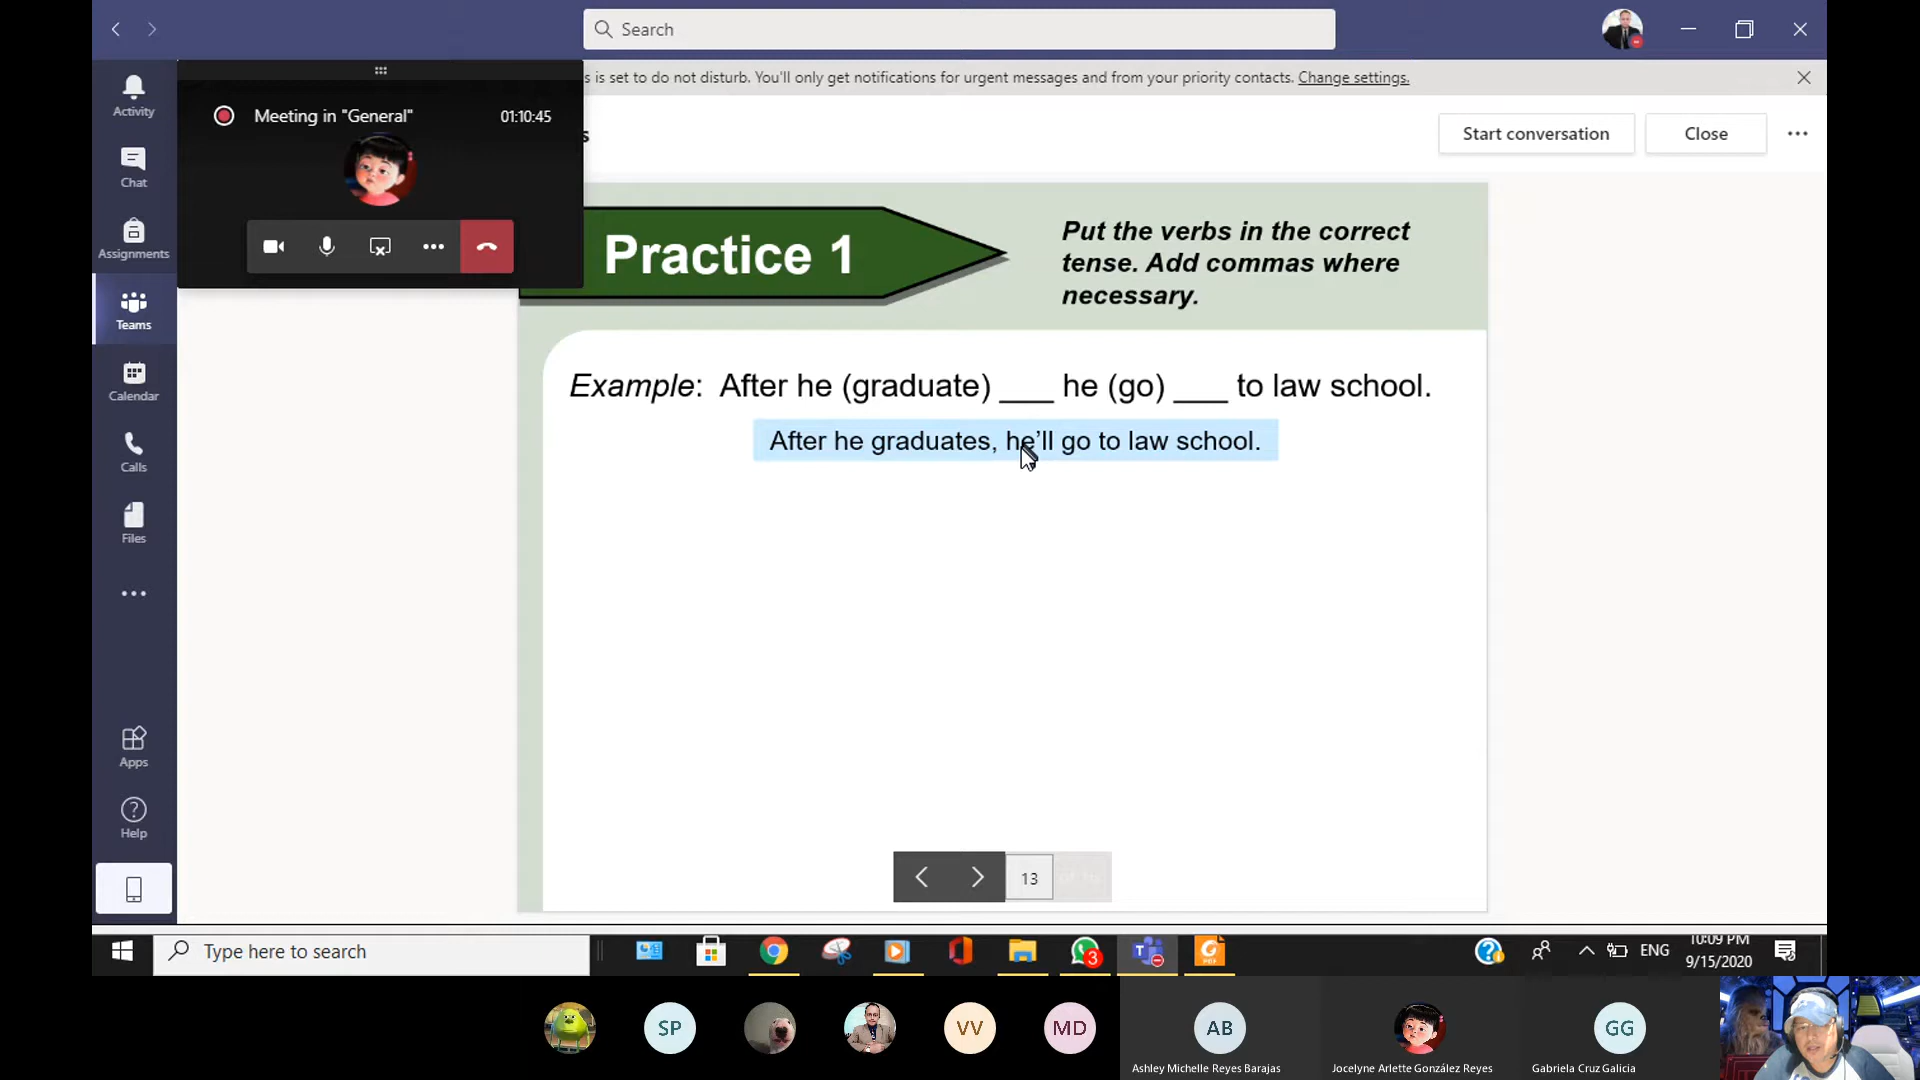 Search
s is set to do not disturb. You'll only get notifications for urgent messages and from your priority contacts. Change settings.
Activity
Meeting in "General" 01:10:45
s
Start conversation
Close
Chat
Assignments
Practice 1
Put the verbs in the correct
tense. Add commas where
necessary.
Teams
Calendar
Example: After he (graduate) ___ he (go) ___ to law school.
After he graduates, he'll go to law school.
Calls
Files
Apps
Help
13
Type here to search
3
ENG
10:09 PM
9/15/2020
SP
VV
MD
AB
GG
Ashley Michelle Reyes Barajas
Jocelyne Arlette González Reyes
Gabriela Cruz Galicia